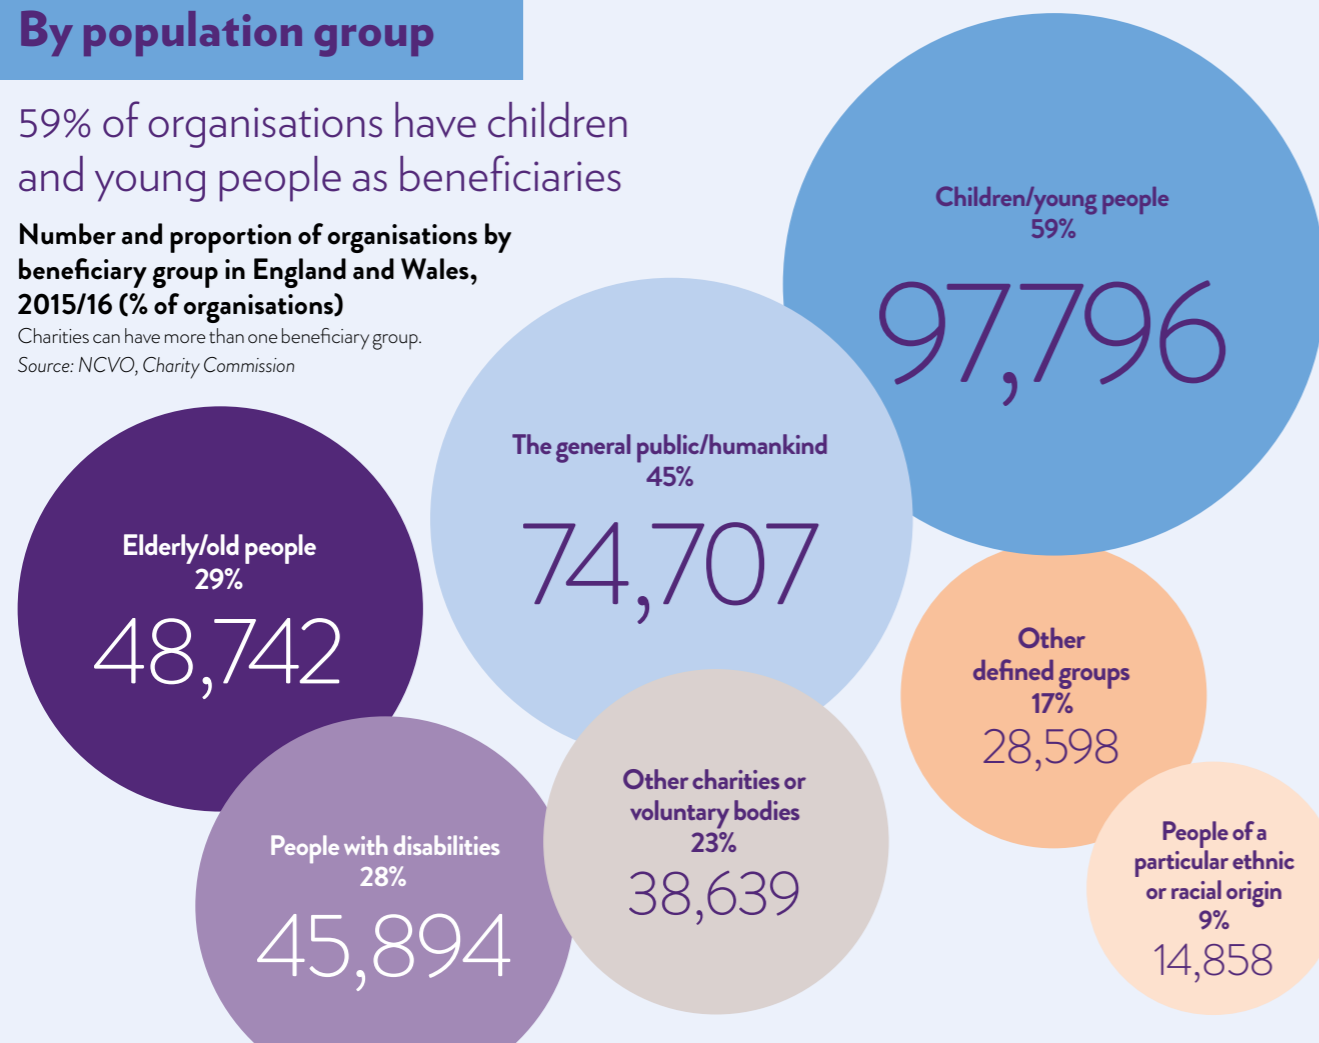 By population group
59% of organisations have children
and young people as beneficiaries
Number and proportion of organisations by
beneficiary group in England and Wales,
2015/16 (% of organisations)
Charities can have more than one beneficiary group.
Source: NCVO, Charity Commission
Children/young people
59%
97,796
The general public/humankind
45%
74,707
Elderly/old people
29%
48,742
Other
defined groups
17%
28,598
Other charities or
voluntary bodies
23%
38,639
People with disabilities
28%
45,894
People of a
particular ethnic
or racial origin
9%
14,858